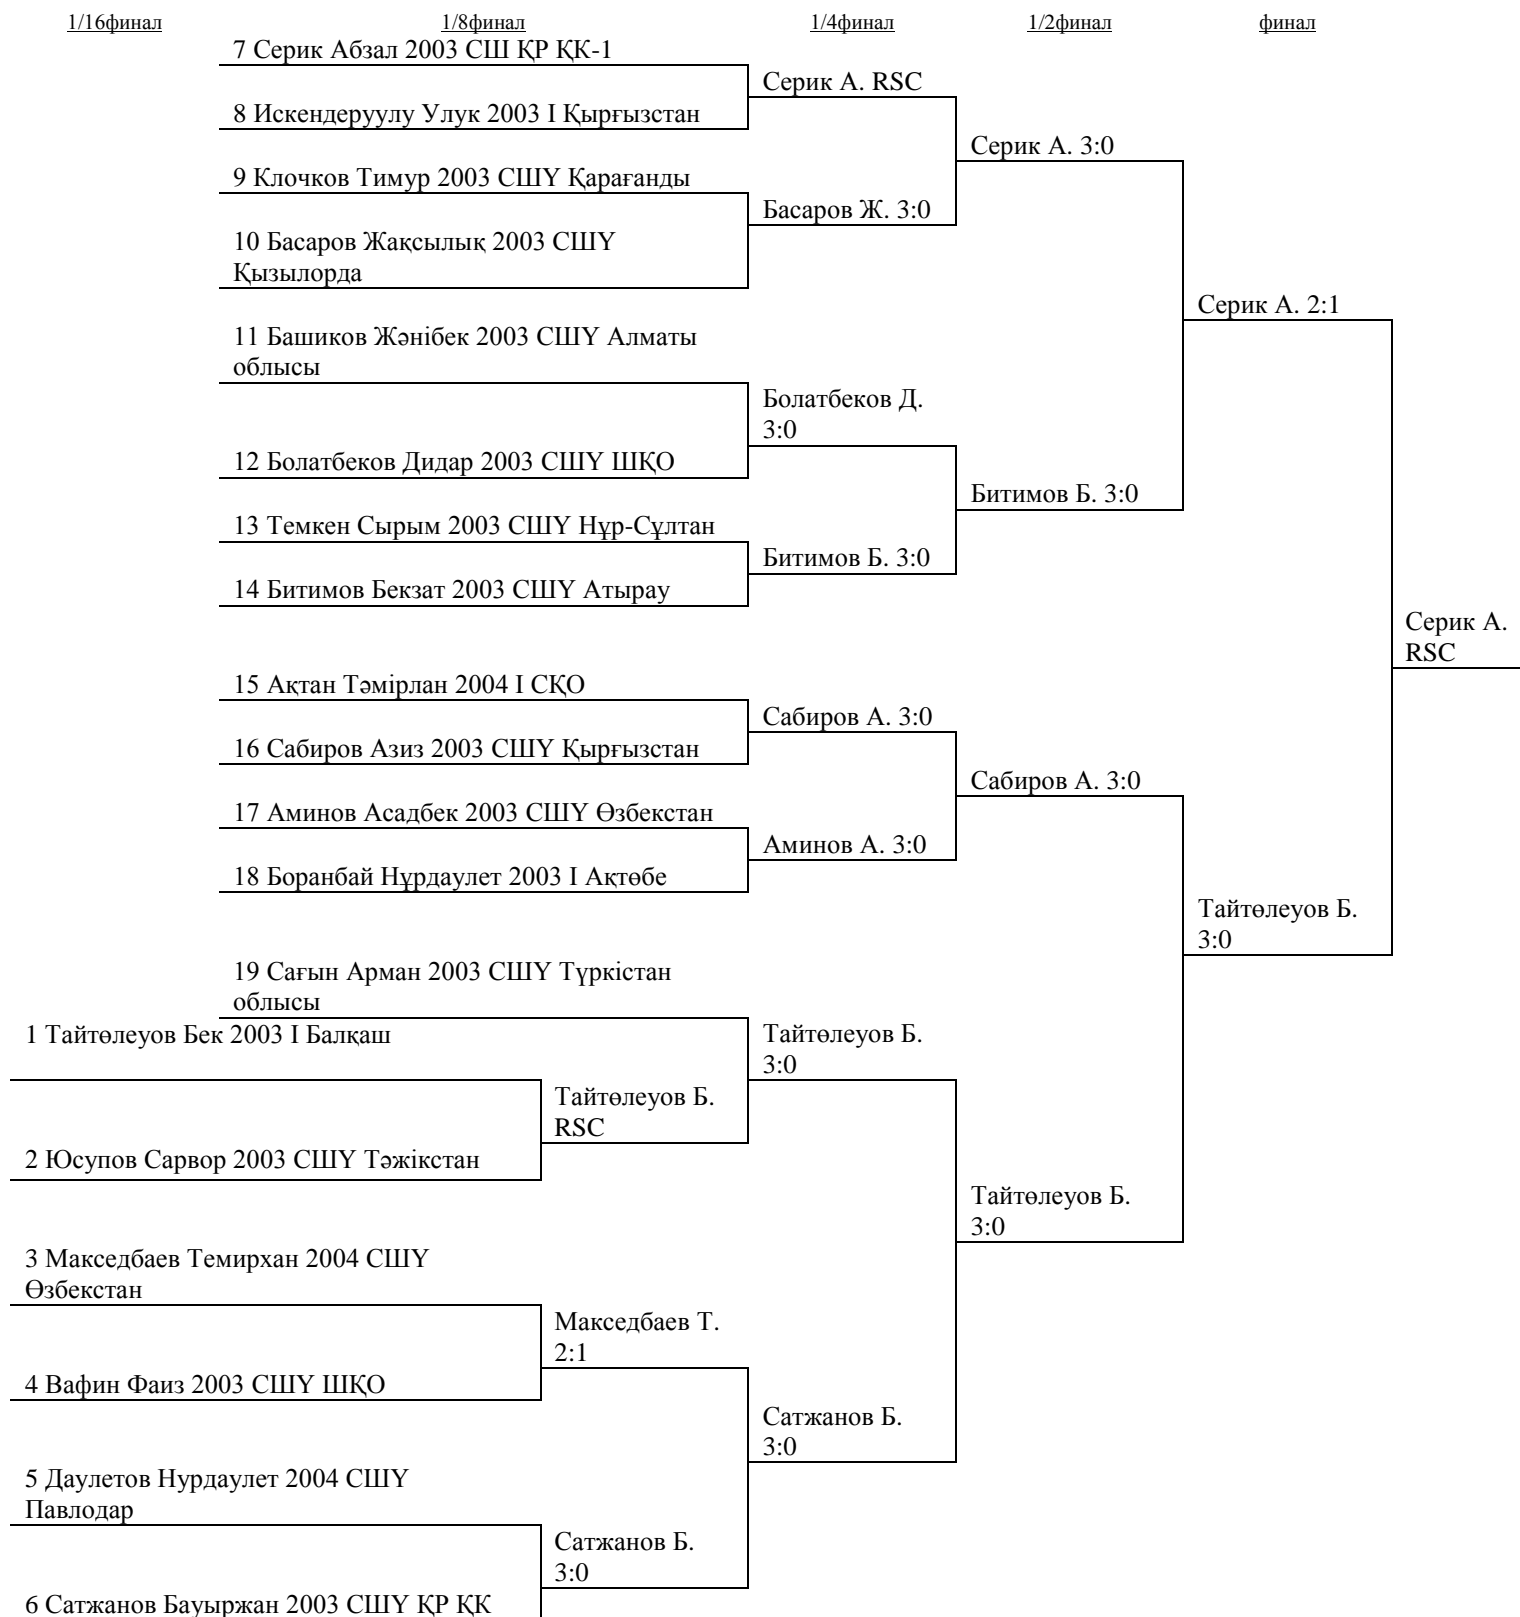 1/16финал 1/8финал 1/4финал 1/2финал финал
7 Серик Абзал 2003 СШ ҚР ҚК-1
Серик А. RSC
8 Искендеруулу Улук 2003 I Қырғызстан
Серик А. 3:0
9 Клочков Тимур 2003 СШҮ Қарағанды
Басаров Ж. 3:0
10 Басаров Жақсылық 2003 СШҮ
Қызылорда
Серик А. 2:1
11 Башиков Жәнібек 2003 СШҮ Алматы
облысы
Болатбеков Д.
3:0
12 Болатбеков Дидар 2003 СШҮ ШҚО
Битимов Б. 3:0
13 Темкен Сырым 2003 СШҮ Нұр-Сұлтан
Битимов Б. 3:0
14 Битимов Бекзат 2003 СШҮ Атырау
Серик А.
RSC
15 Ақтан Тәмірлан 2004 I СҚО
Сабиров А. 3:0
16 Сабиров Азиз 2003 СШҮ Қырғызстан
Сабиров А. 3:0
17 Аминов Асадбек 2003 СШҮ Өзбекстан
Аминов А. 3:0
18 Боранбай Нұрдаулет 2003 I Ақтөбе
Тайтөлеуов Б.
3:0
19 Сағын Арман 2003 СШҮ Түркістан
облысы
1 Тайтөлеуов Бек 2003 I Балқаш
Тайтөлеуов Б.
3:0
Тайтөлеуов Б.
RSC
2 Юсупов Сарвор 2003 СШҮ Тәжікстан
Тайтөлеуов Б.
3:0
3 Макседбаев Темирхан 2004 СШҮ
Өзбекстан
Макседбаев Т.
2:1
4 Вафин Фаиз 2003 СШҮ ШҚО
Сатжанов Б.
3:0
5 Даулетов Нурдаулет 2004 СШҮ
Павлодар
Сатжанов Б.
3:0
6 Сатжанов Бауыржан 2003 СШҮ ҚР ҚК